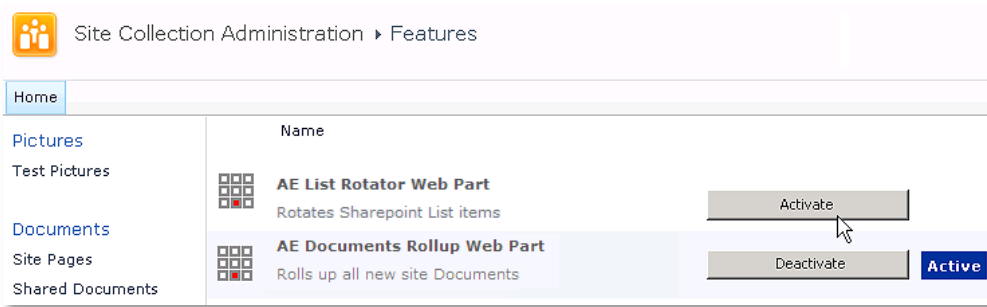 Site Collection Administration ▸ Features
Home
Pictures
Test Pictures
Documents
Site Pages
Shared Documents
Name
AE List Rotator Web Part
Rotates Sharepoint List items
Activate
AE Documents Rollup Web Part
Rolls up all new site Documents
Deactivate
Active